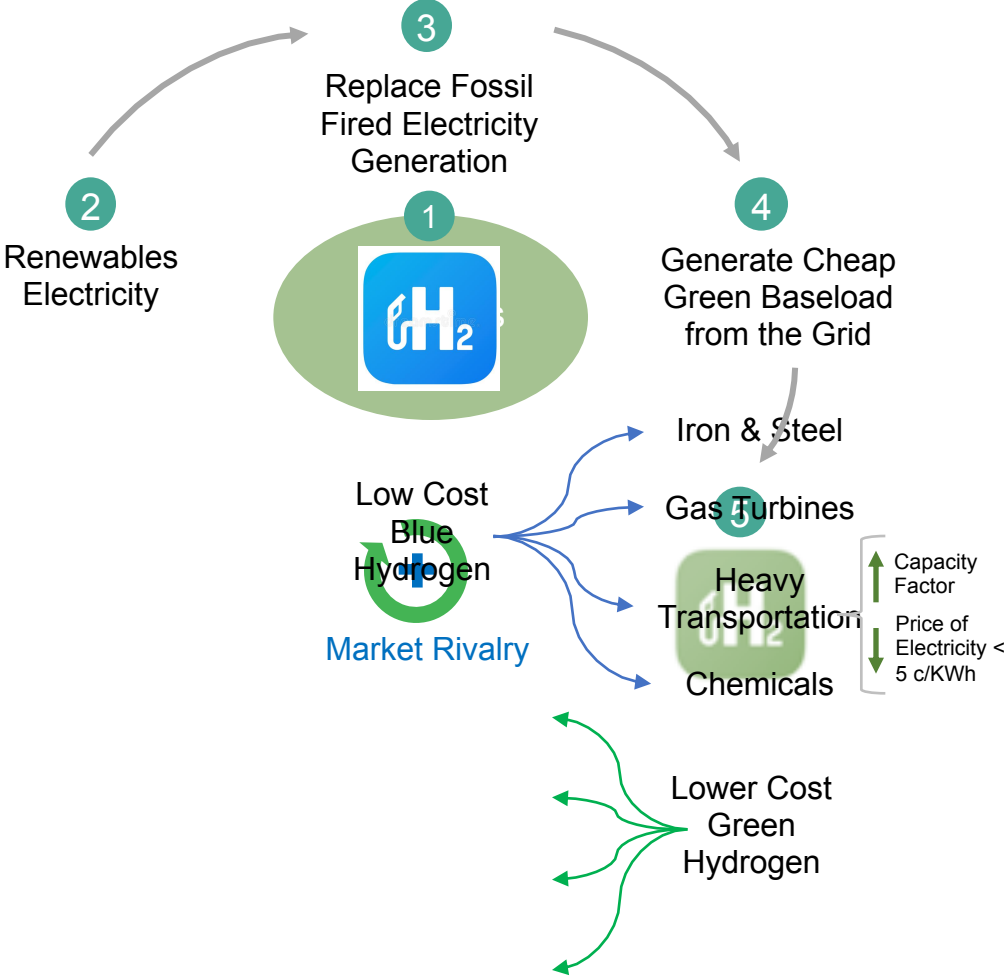 3
Replace Fossil
Fired Electricity
Generation
2
Renewables
Electricity
1
H2
4
Generate Cheap
Green Baseload
from the Grid
Iron & Steel
Low Cost
Blue
Hydrogen
Market Rivalry
Gas Turbines
5
Heavy
Transportation
H2
Chemicals
Capacity
Factor
Price of
Electricity <
5 c/KWh
Lower Cost
Green
Hydrogen